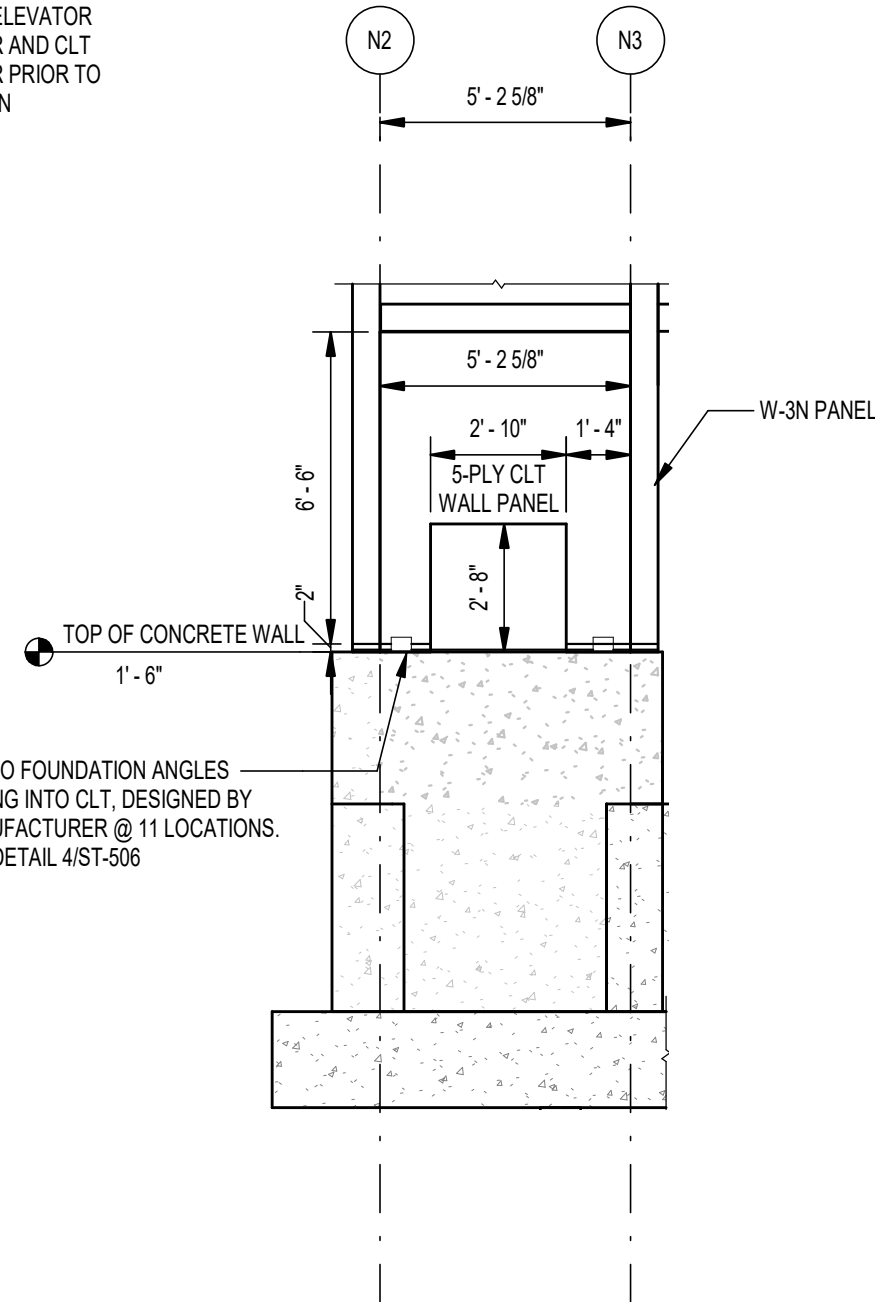 ELEVATOR
R AND CLT
R PRIOR TO
N
N2
N3
5' - 2 5/8"
5' - 2 5/8"
2' - 10"
1' - 4"
W-3N PANEL
5-PLY CLT
WALL PANEL
6' - 6"
2' - 8"
2"
TOP OF CONCRETE WALL
1' - 6"
O FOUNDATION ANGLES
NG INTO CLT, DESIGNED BY
UFACTURER @ 11 LOCATIONS.
DETAIL 4/ST-506